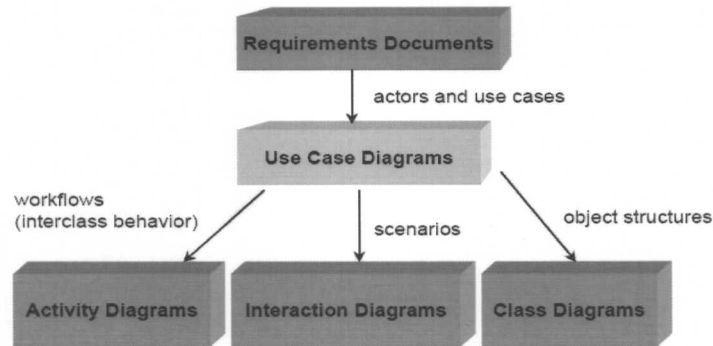 Requirements Documents
actors and use cases
Use Case Diagrams
workflows
(interclass behavior)
scenarios
object structures
Activity Diagrams
Interaction Diagrams
Class Diagrams